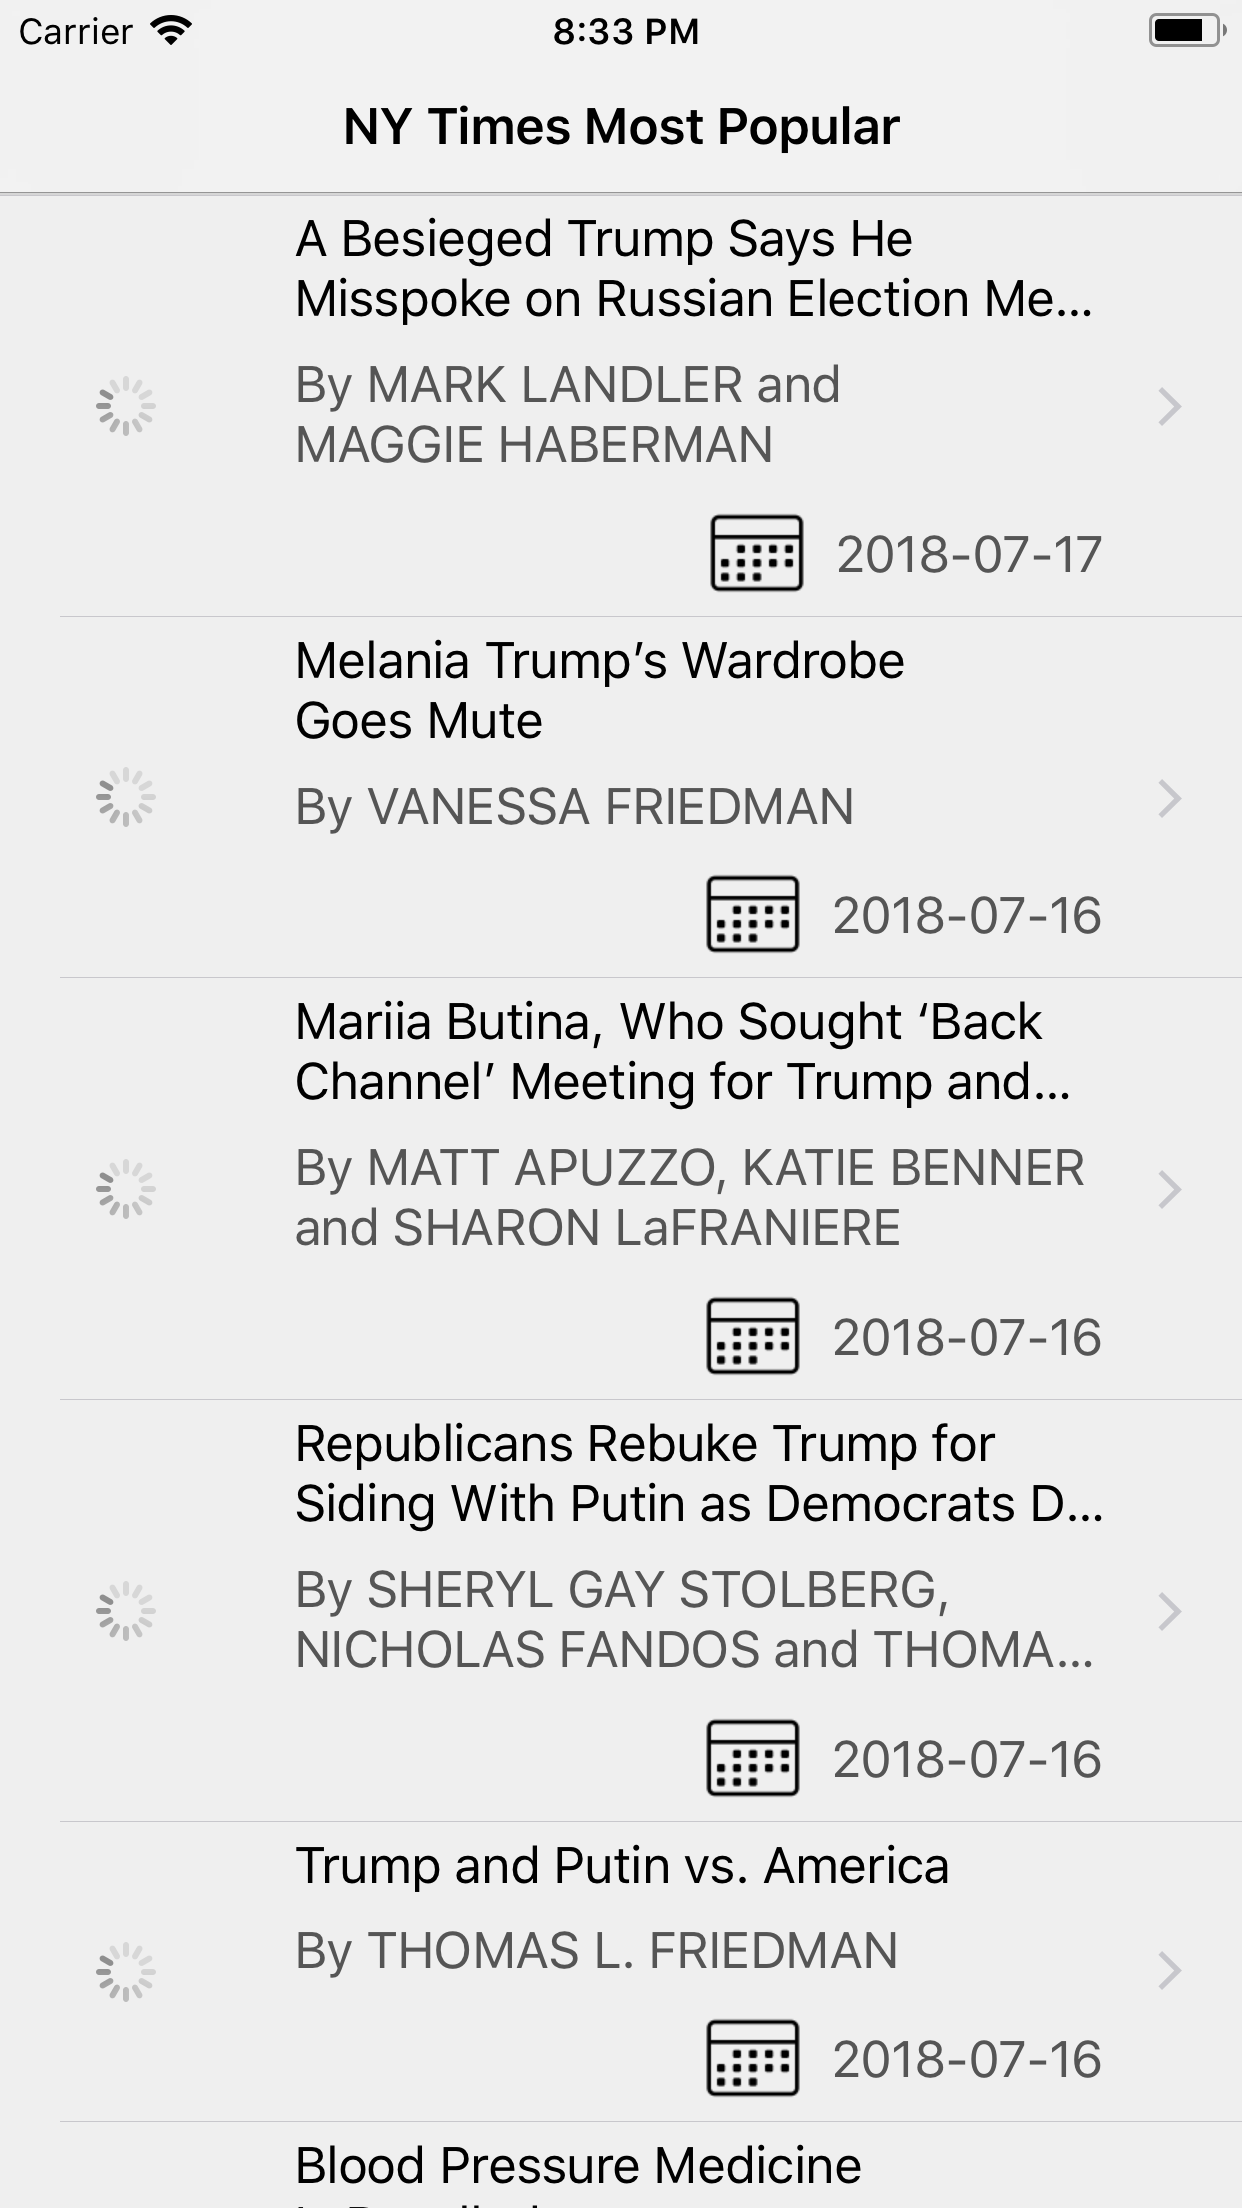 Carrier
8:33 PM
NY Times Most Popular
A Besieged Trump Says He
Misspoke on Russian Election Me...
By MARK LANDLER and
MAGGIE HABERMAN
2018-07-17
Melania Trump’s Wardrobe
Goes Mute
By VANESSA FRIEDMAN
2018-07-16
Mariia Butina, Who Sought ‘Back
Channel’ Meeting for Trump and...
By MATT APUZZO, KATIE BENNER
and SHARON LaFRANIERE
2018-07-16
Republicans Rebuke Trump for
Siding With Putin as Democrats D...
By SHERYL GAY STOLBERG,
NICHOLAS FANDOS and THOMA...
2018-07-16
Trump and Putin vs. America
By THOMAS L. FRIEDMAN
2018-07-16
Blood Pressure Medicine